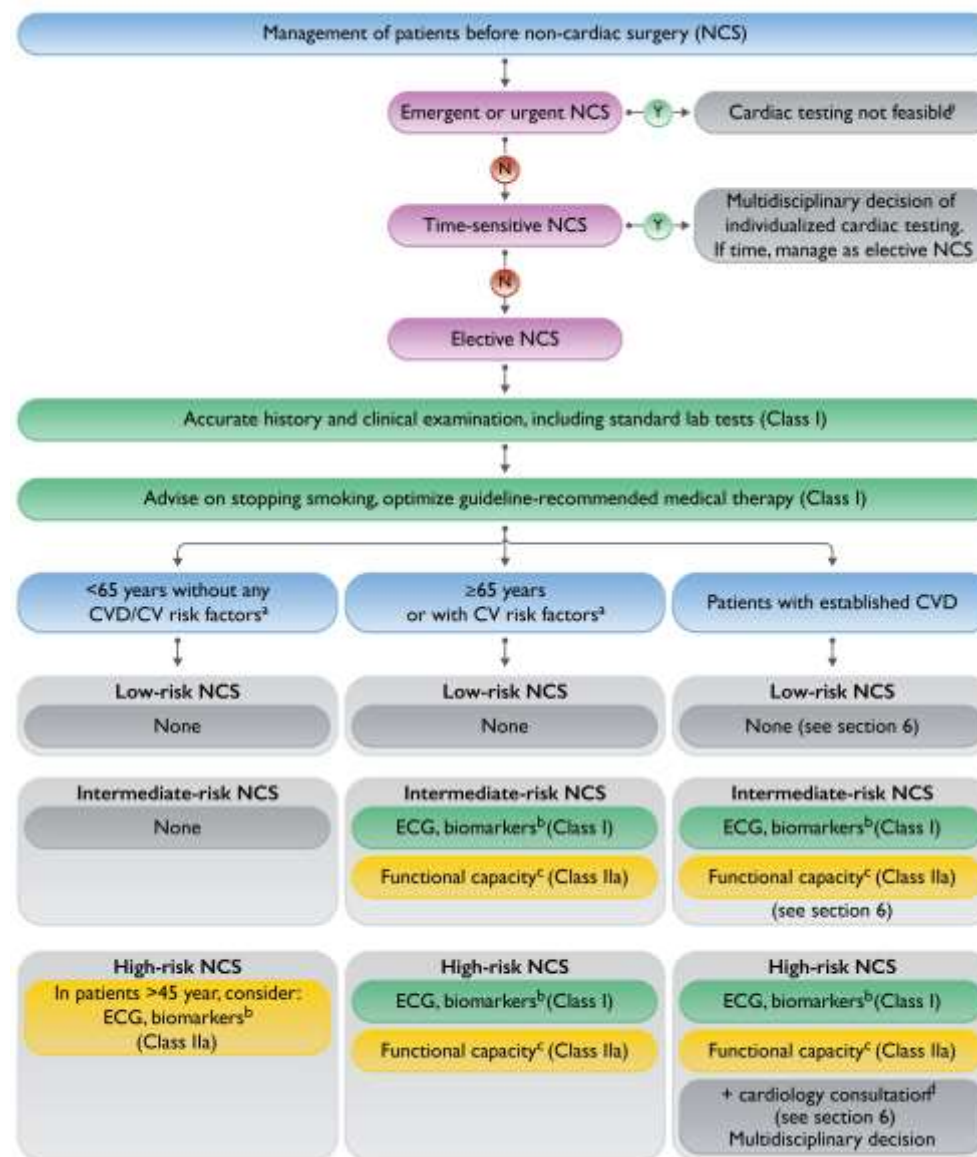 Management of patients before non-cardiac surgery (NCS)
Emergent or urgent NCS
Y
Cardiac testing not feasibleᵉ
N
Time-sensitive NCS
Y
Multidisciplinary decision of
individualized cardiac testing.
If time, manage as elective NCS
N
Elective NCS
Accurate history and clinical examination, including standard lab tests (Class I)
Advise on stopping smoking, optimize guideline-recommended medical therapy (Class I)
<65 years without any
CVD/CV risk factorsᵃ
≥65 years
or with CV risk factorsᵃ
Patients with established CVD
Low-risk NCS
None
Low-risk NCS
None
Low-risk NCS
None (see section 6)
Intermediate-risk NCS
None
Intermediate-risk NCS
ECG, biomarkersᵇ(Class I)
Functional capacityᶜ (Class IIa)
Intermediate-risk NCS
ECG, biomarkersᵇ(Class I)
Functional capacityᶜ (Class IIa)
(see section 6)
High-risk NCS
In patients >45 year, consider:
ECG, biomarkersᵇ
(Class IIa)
High-risk NCS
ECG, biomarkersᵇ(Class I)
Functional capacityᶜ (Class IIa)
High-risk NCS
ECG, biomarkersᵇ(Class I)
Functional capacityᶜ (Class IIa)
+ cardiology consultationᵈ
(see section 6)
Multidisciplinary decision